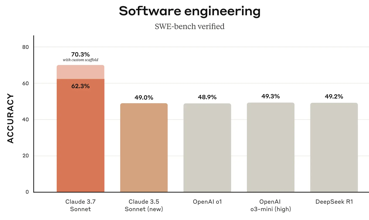 Software engineering
SWE-bench verified
ACCURACY
80
60
40
20
0
70.3%
with custom scaffold
62.3%
49.0%
48.9%
49.3%
49.2%
Claude 3.7
Sonnet
Claude 3.5
Sonnet (new)
OpenAI o1
OpenAI
o3-mini (high)
DeepSeek R1